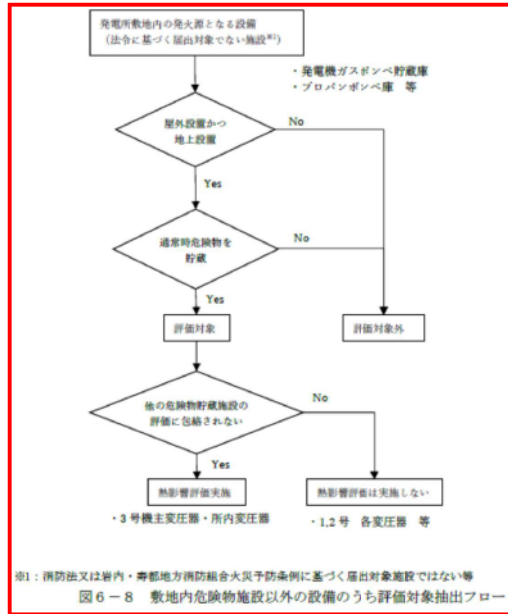 発電所敷地内の発火源となる設備
(法令に基づく届出対象でない施設※1)
・発電機ガスボンベ貯蔵庫
・プロパンボンベ庫 等
屋外設置かつ
地上設置
No
Yes
通常時危険物を
貯蔵
No
Yes
評価対象
評価対象外
他の危険物貯蔵施設の
評価に包絡されない
No
Yes
熱影響評価実施
熱影響評価は実施しない
・3号機主変圧器・所内変圧器
・1,2号 各変圧器 等
※1:消防法又は岩内・寿都地方消防組合火災予防条例に基づく届出対象施設ではない等
図6-8 敷地内危険物施設以外の設備のうち評価対象抽出フロー